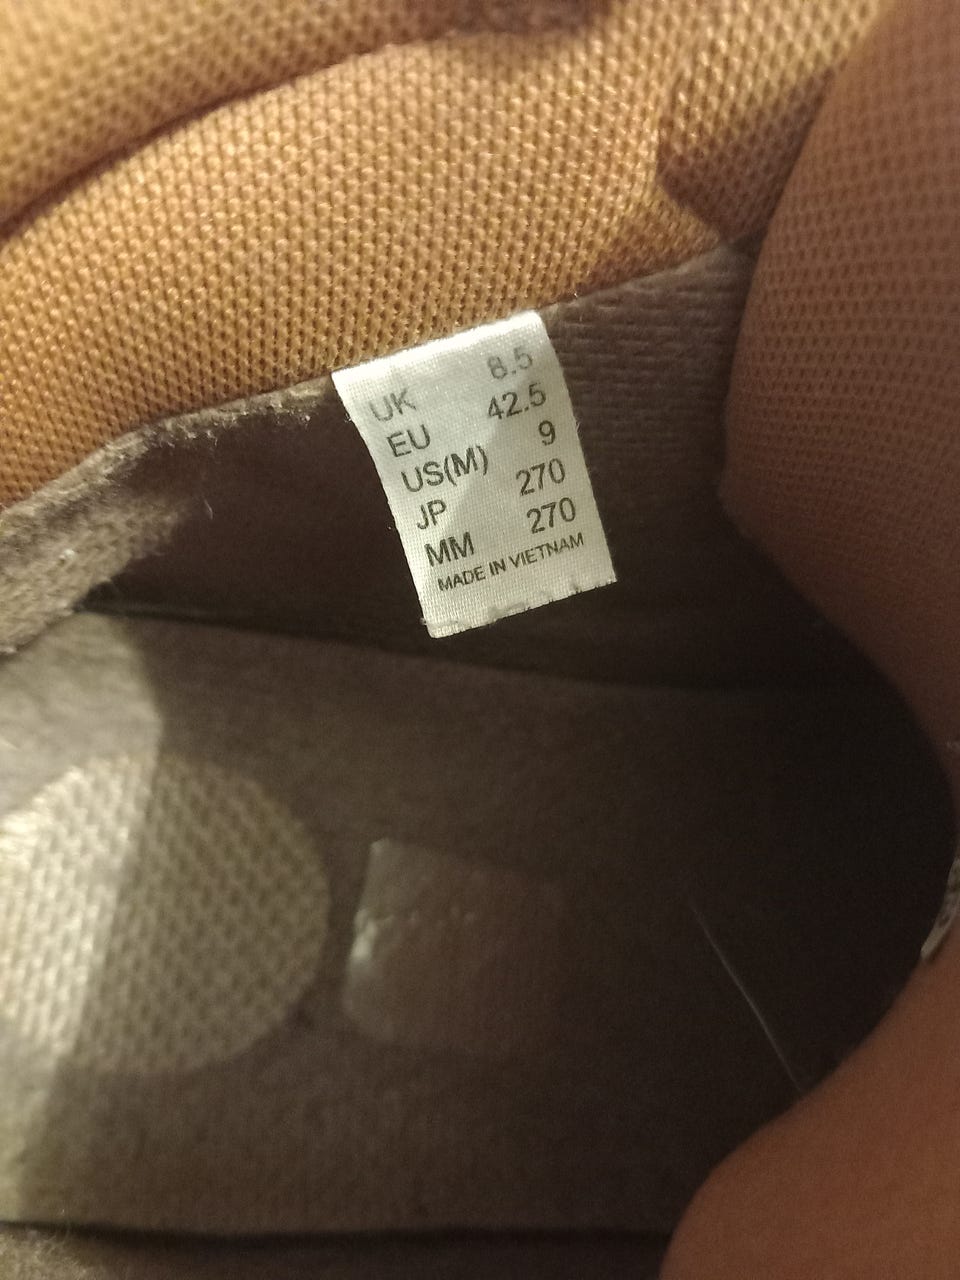 UK 8.5
EU 42.5
US(M) 9
JP 270
MM 270
MADE IN VIETNAM